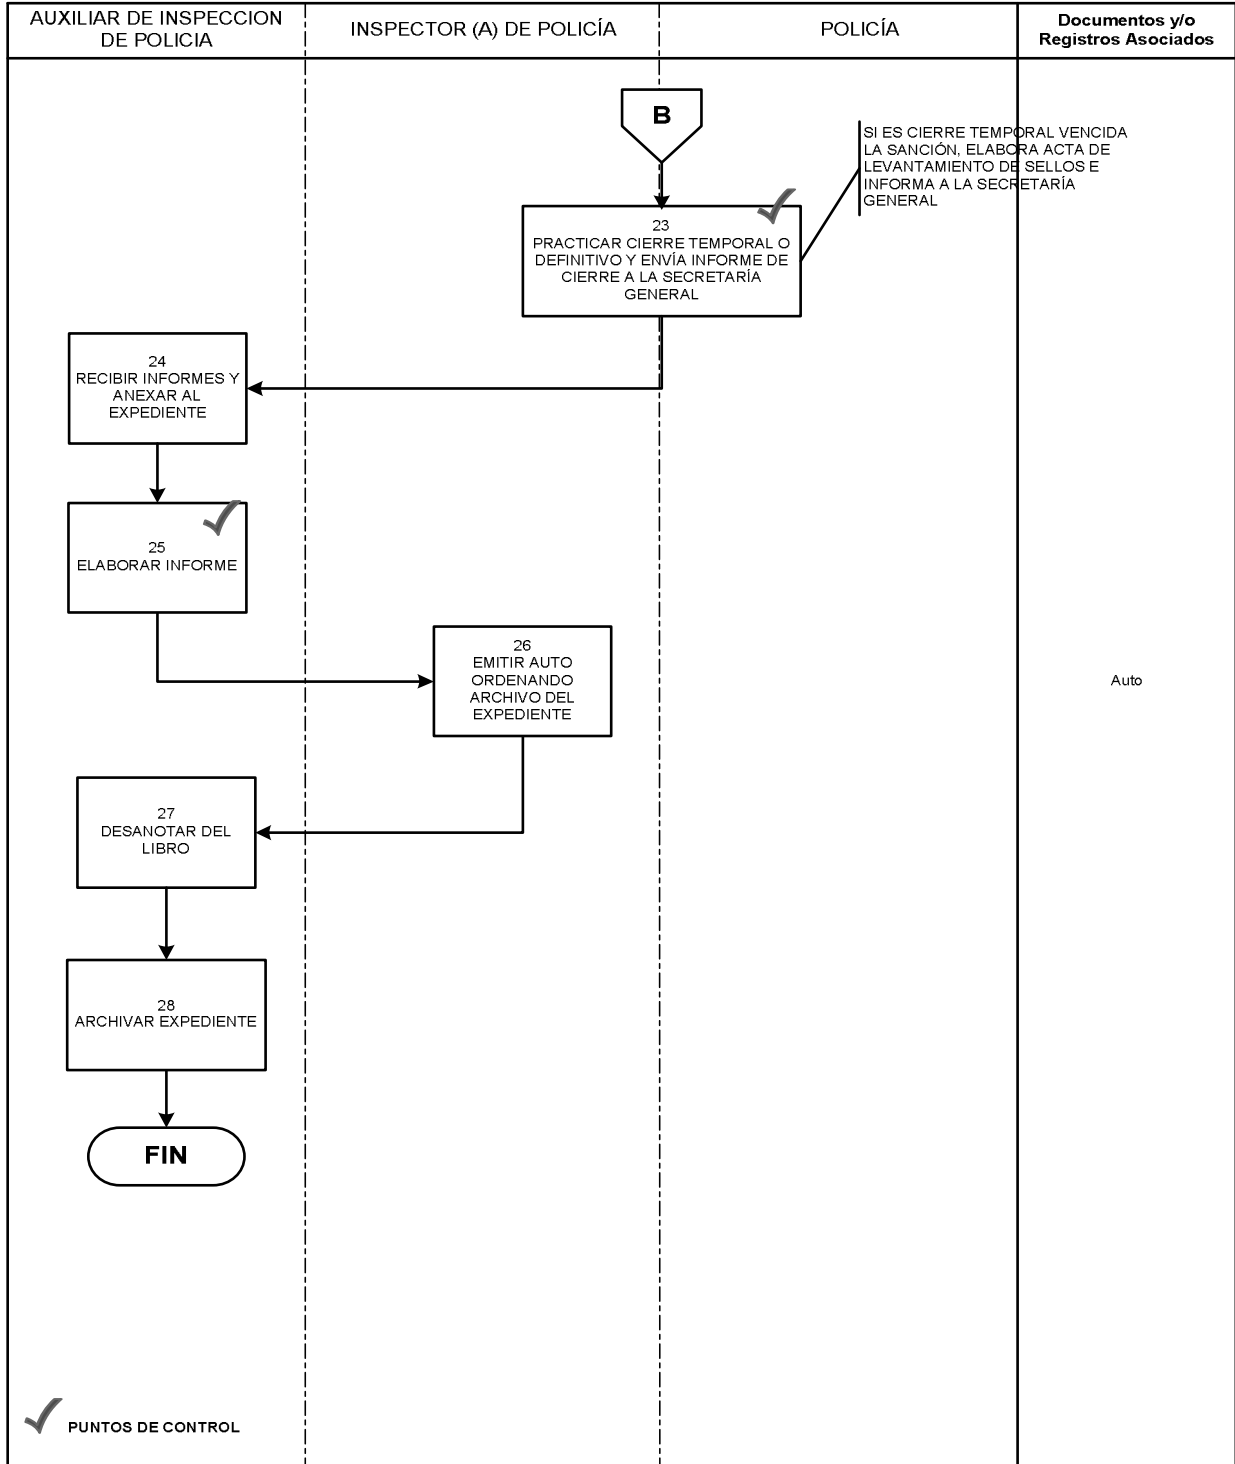 AUXILIAR DE INSPECCION
DE POLICIA
INSPECTOR (A) DE POLICÍA
POLICÍA
Documentos y/o
Registros Asociados
B
SI ES CIERRE TEMPORAL VENCIDA
LA SANCIÓN, ELABORA ACTA DE
LEVANTAMIENTO DE SELLOS E
INFORMA A LA SECRETARÍA
GENERAL
23
PRACTICAR CIERRE TEMPORAL O
DEFINITIVO Y ENVÍA INFORME DE
CIERRE A LA SECRETARÍA
GENERAL
24
RECIBIR INFORMES Y
ANEXAR AL
EXPEDIENTE
25
ELABORAR INFORME
26
EMITIR AUTO
ORDENANDO
ARCHIVO DEL
EXPEDIENTE
Auto
27
DESANOTAR DEL
LIBRO
28
ARCHIVAR EXPEDIENTE
FIN
PUNTOS DE CONTROL